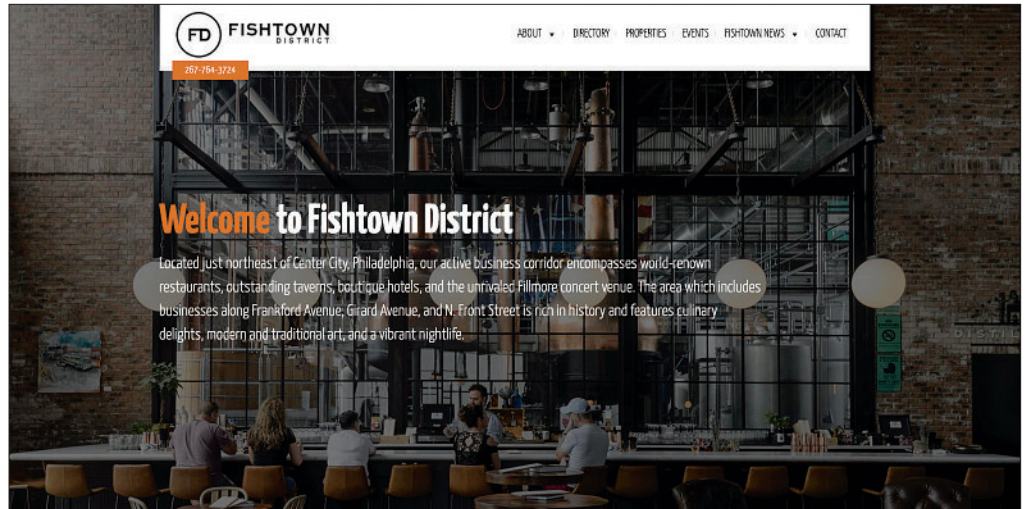 FD
FISHTOWN
DISTRICT
ABOUT
DIRECTORY
PROPERTIES
EVENTS
FISHTOWN NEWS
CONTACT
267-764-3724
Welcome to Fishtown District
Located just northeast of Center City, Philadelphia, our active business corridor encompasses world-renown
restaurants, outstanding taverns, boutique hotels, and the unrivaled Fillmore concert venue. The area which includes
businesses along Frankford Avenue, Girard Avenue, and N. Front Street is rich in history and features culinary
delights, modern and traditional art, and a vibrant nightlife.